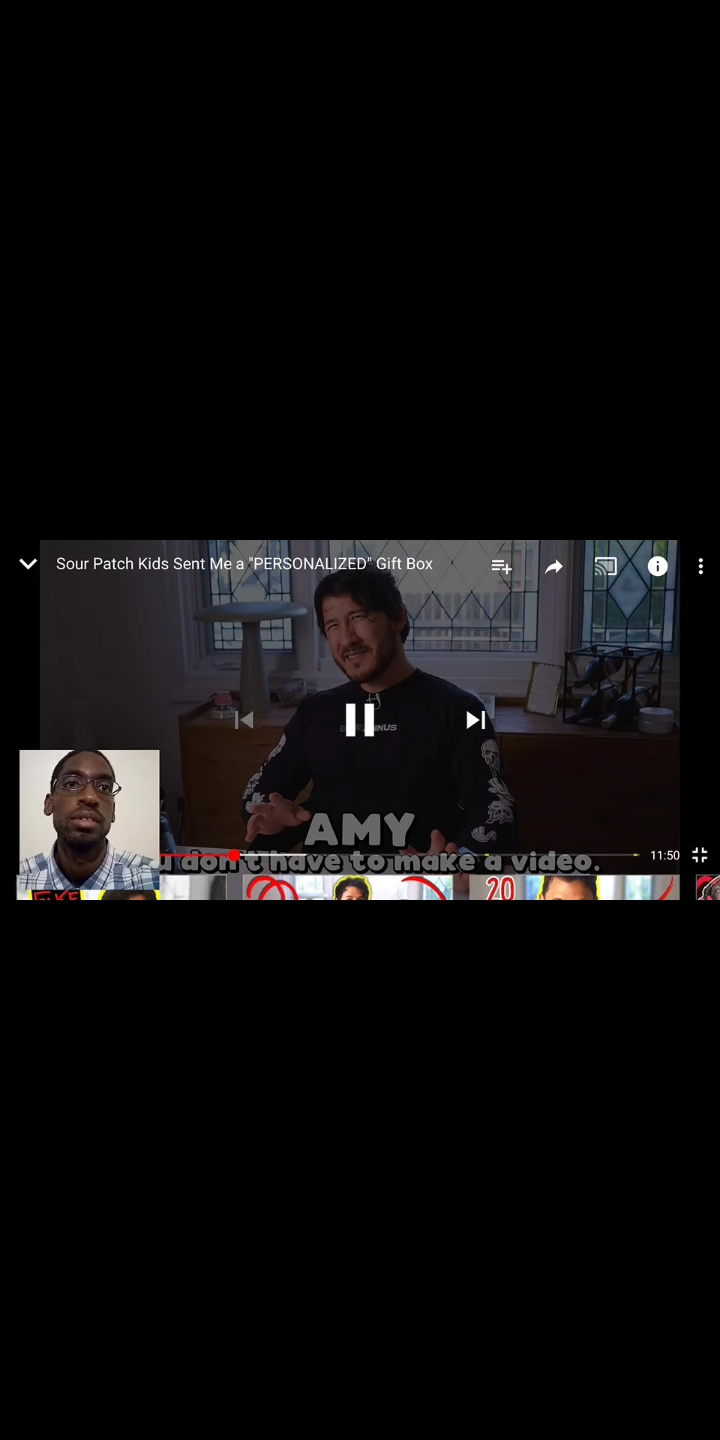 Sour Patch Kids Sent Me a "PERSONALIZED" Gift Box
AMY
don't have to make a video.
11:50
20